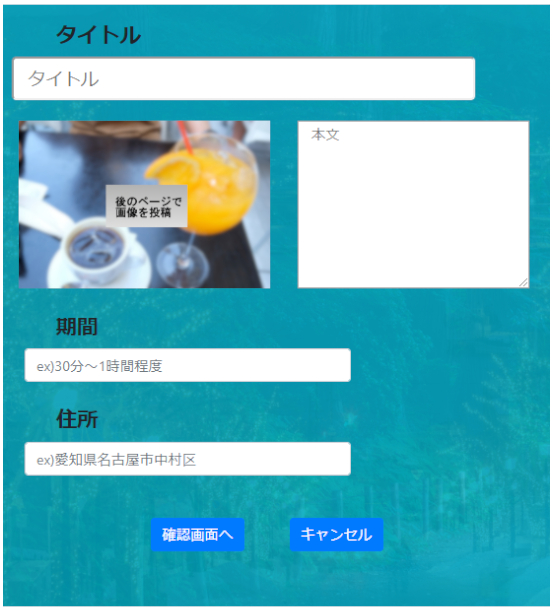 タイトル
タイトル
後のページで
画像を投稿
本文
期間
ex)30分～1時間程度
住所
ex)愛知県名古屋市中村区
確認画面へ
キャンセル